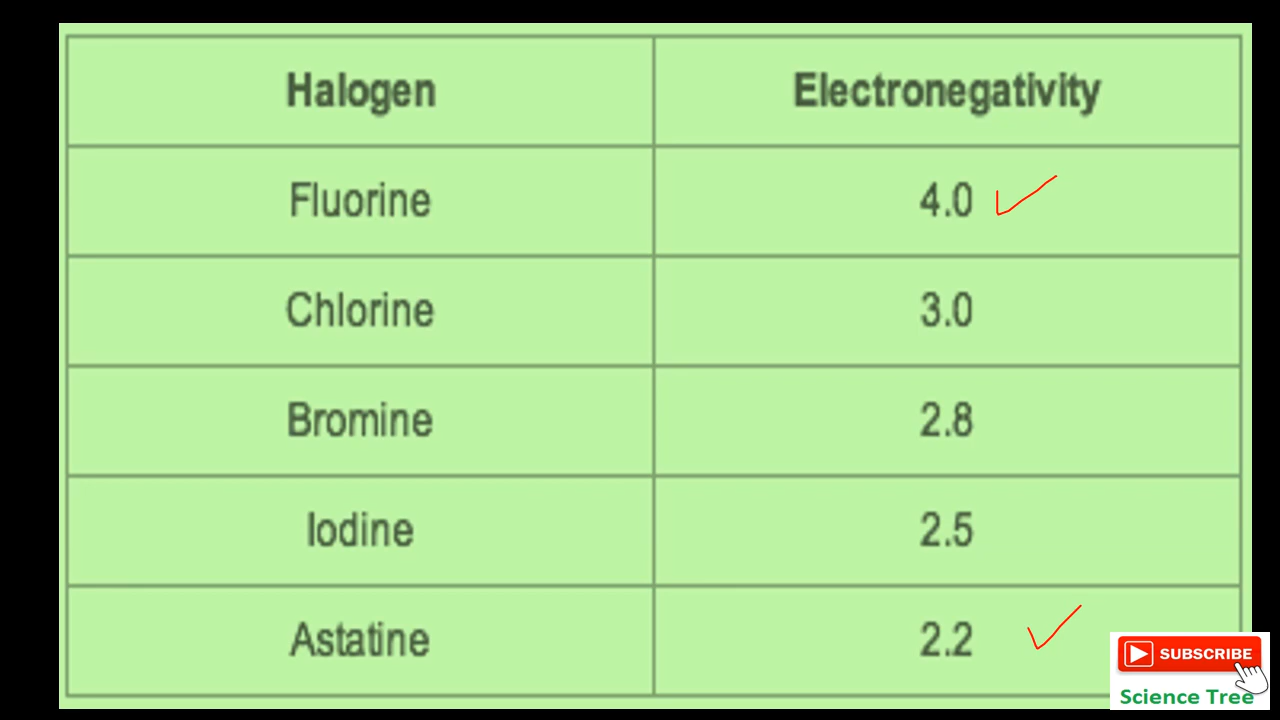 Halogen Electronegativity
Fluorine 4.0
Chlorine 3.0
Bromine 2.8
Iodine 2.5
Astatine 2.2
SUBSCRIBE
Science Tree